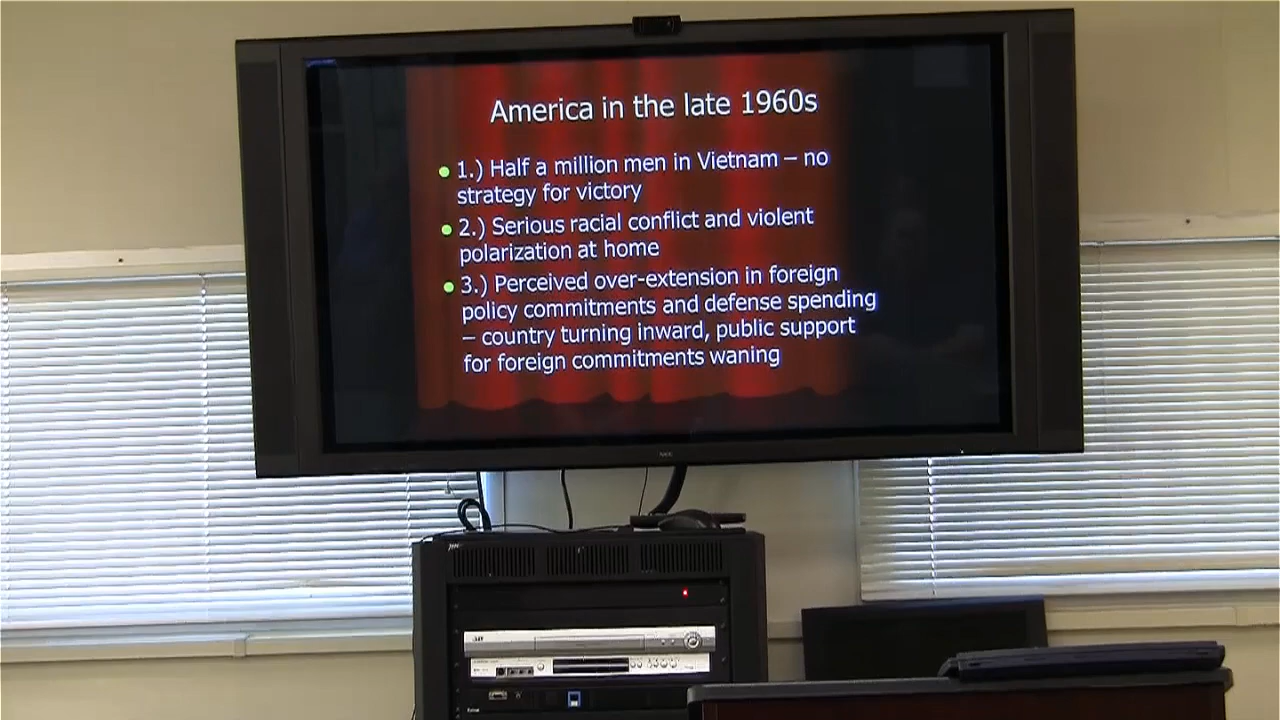 America in the late 1960s
1.) Half a million men in Vietnam – no
strategy for victory
2.) Serious racial conflict and violent
polarization at home
3.) Perceived over-extension in foreign
policy commitments and defense spending
– country turning inward, public support
for foreign commitments waning
NEC